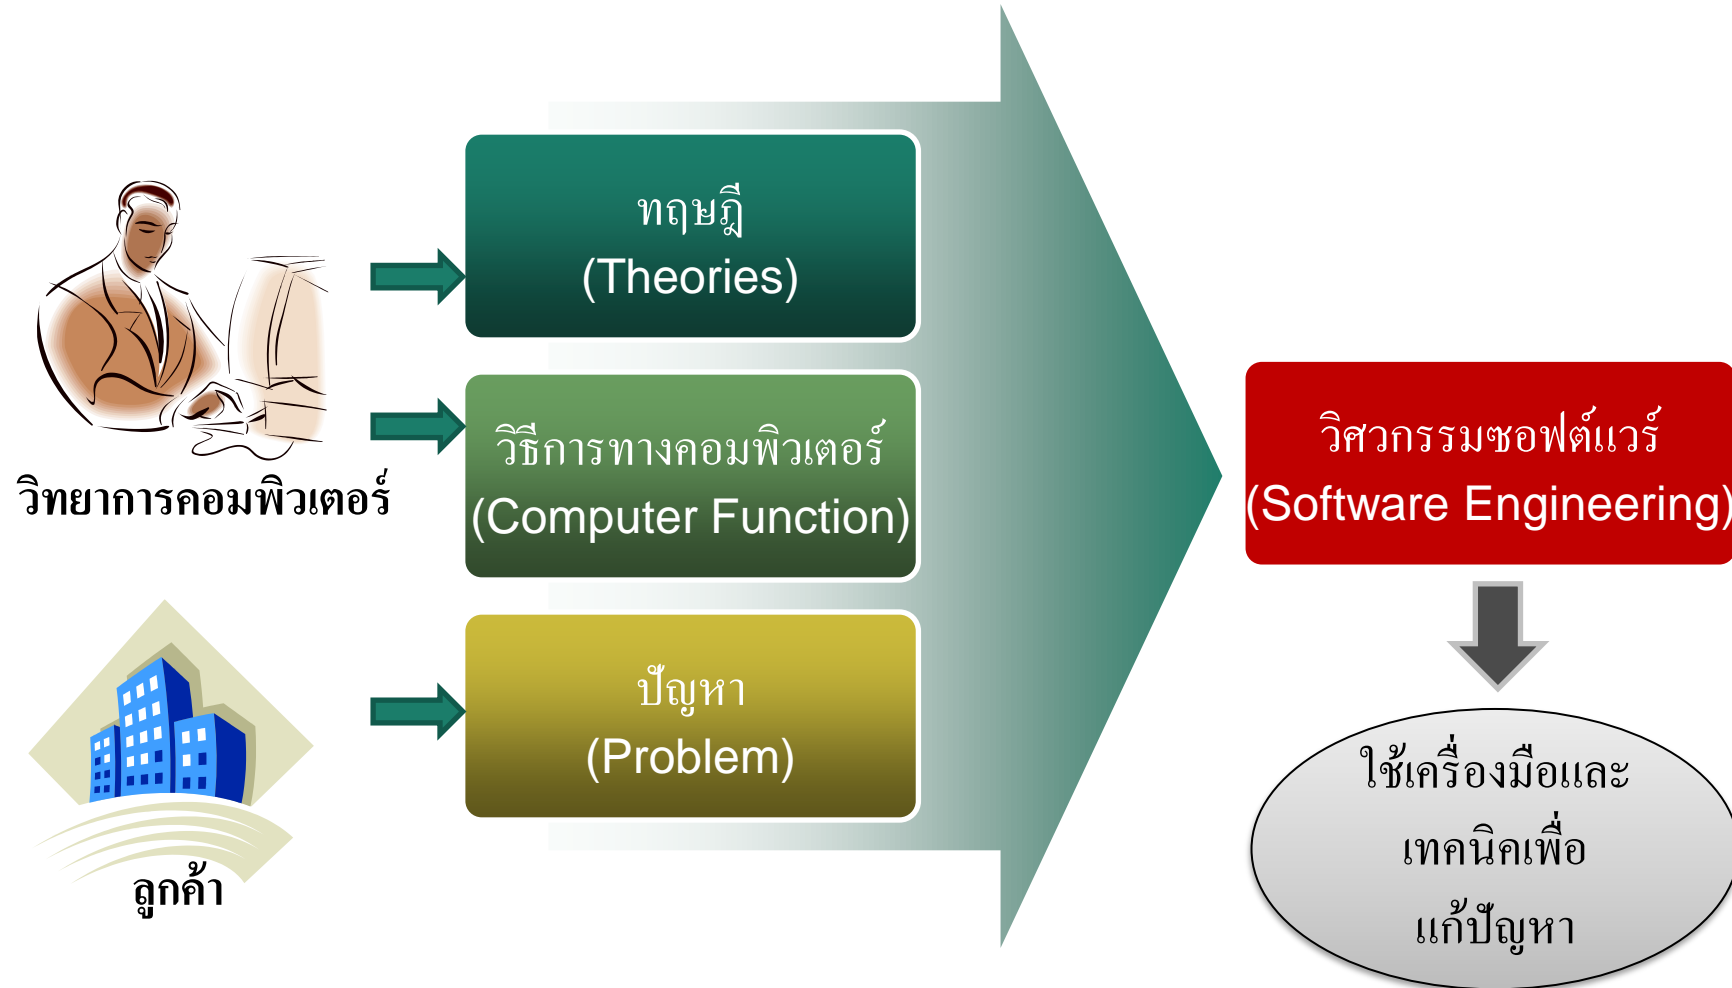 ทฤษฎี
(Theories)
วิธีการทางคอมพิวเตอร์
(Computer Function)
วิทยาการคอมพิวเตอร์
ปัญหา
(Problem)
ลูกค้า
วิศวกรรมซอฟต์แวร์
(Software Engineering)
ใช้เครื่องมือและ
เทคนิคเพื่อ
แก้ปัญหา